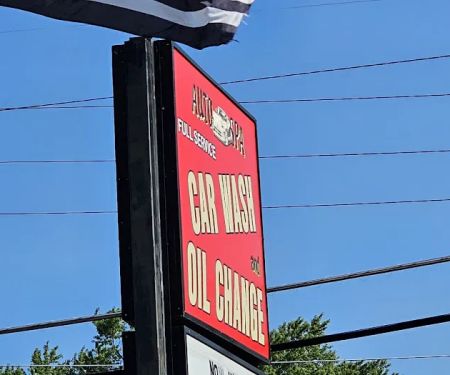 AUTO SPA
FULL SERVICE
CAR WASH
and
OIL CHANGE